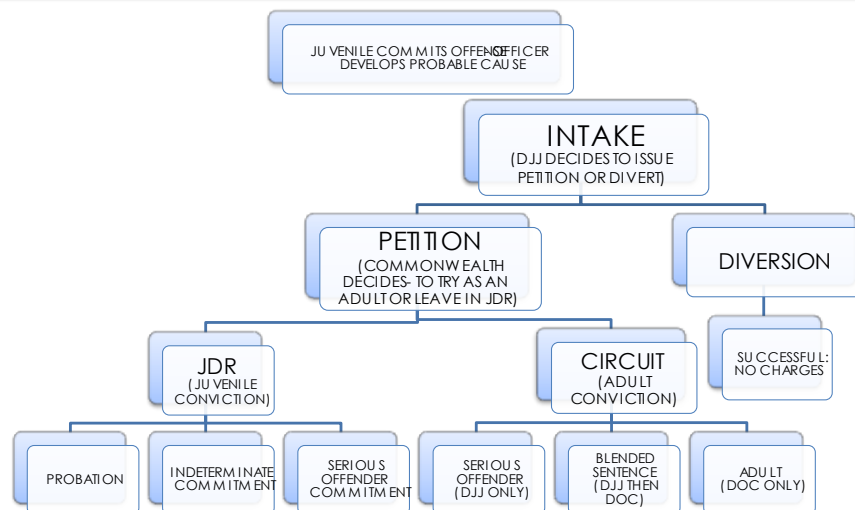 JUVENILE COMMITS OFFENSE-OFFICER
DEVELOPS PROBABLE CAUSE
INTAKE
(DJJ DECIDES TO ISSUE
PETITION OR DIVERT)
PETITION
(COMMONWEALTH
DECIDES- TO TRY AS AN
ADULT OR LEAVE IN JDR)
DIVERSION
JDR
(JUVENILE
CONVICTION)
CIRCUIT
(ADULT
CONVICTION)
SUCCESSFUL:
NO CHARGES
PROBATION
INDETERMINATE
COMMITMENT
SERIOUS
OFFENDER
COMMITMENT
SERIOUS
OFFENDER
(DJJ ONLY)
BLENDED
SENTENCE
(DJJ THEN
DOC)
ADULT
(DOC ONLY)